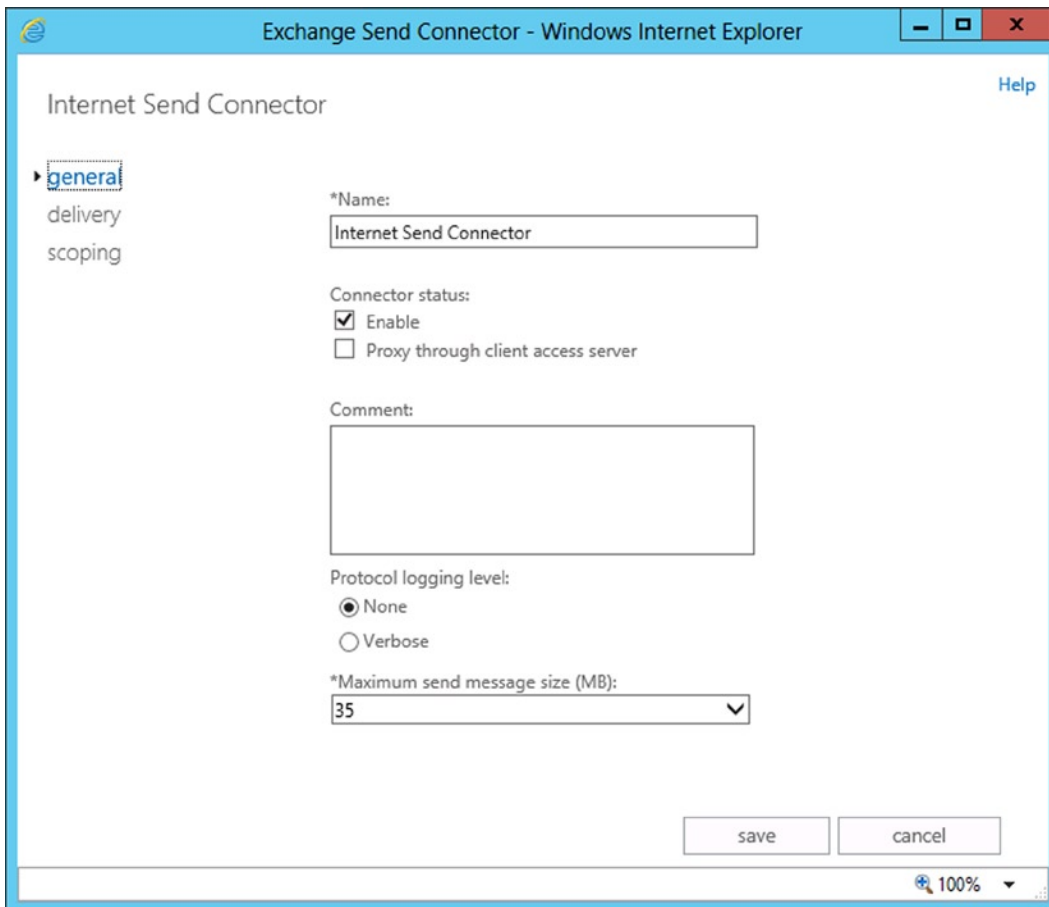 Exchange Send Connector - Windows Internet Explorer
Help
Internet Send Connector
general
delivery
scoping
*Name:
Internet Send Connector
Connector status:
Enable
Proxy through client access server
Comment:
Protocol logging level:
None
Verbose
*Maximum send message size (MB):
35
save
cancel
100%